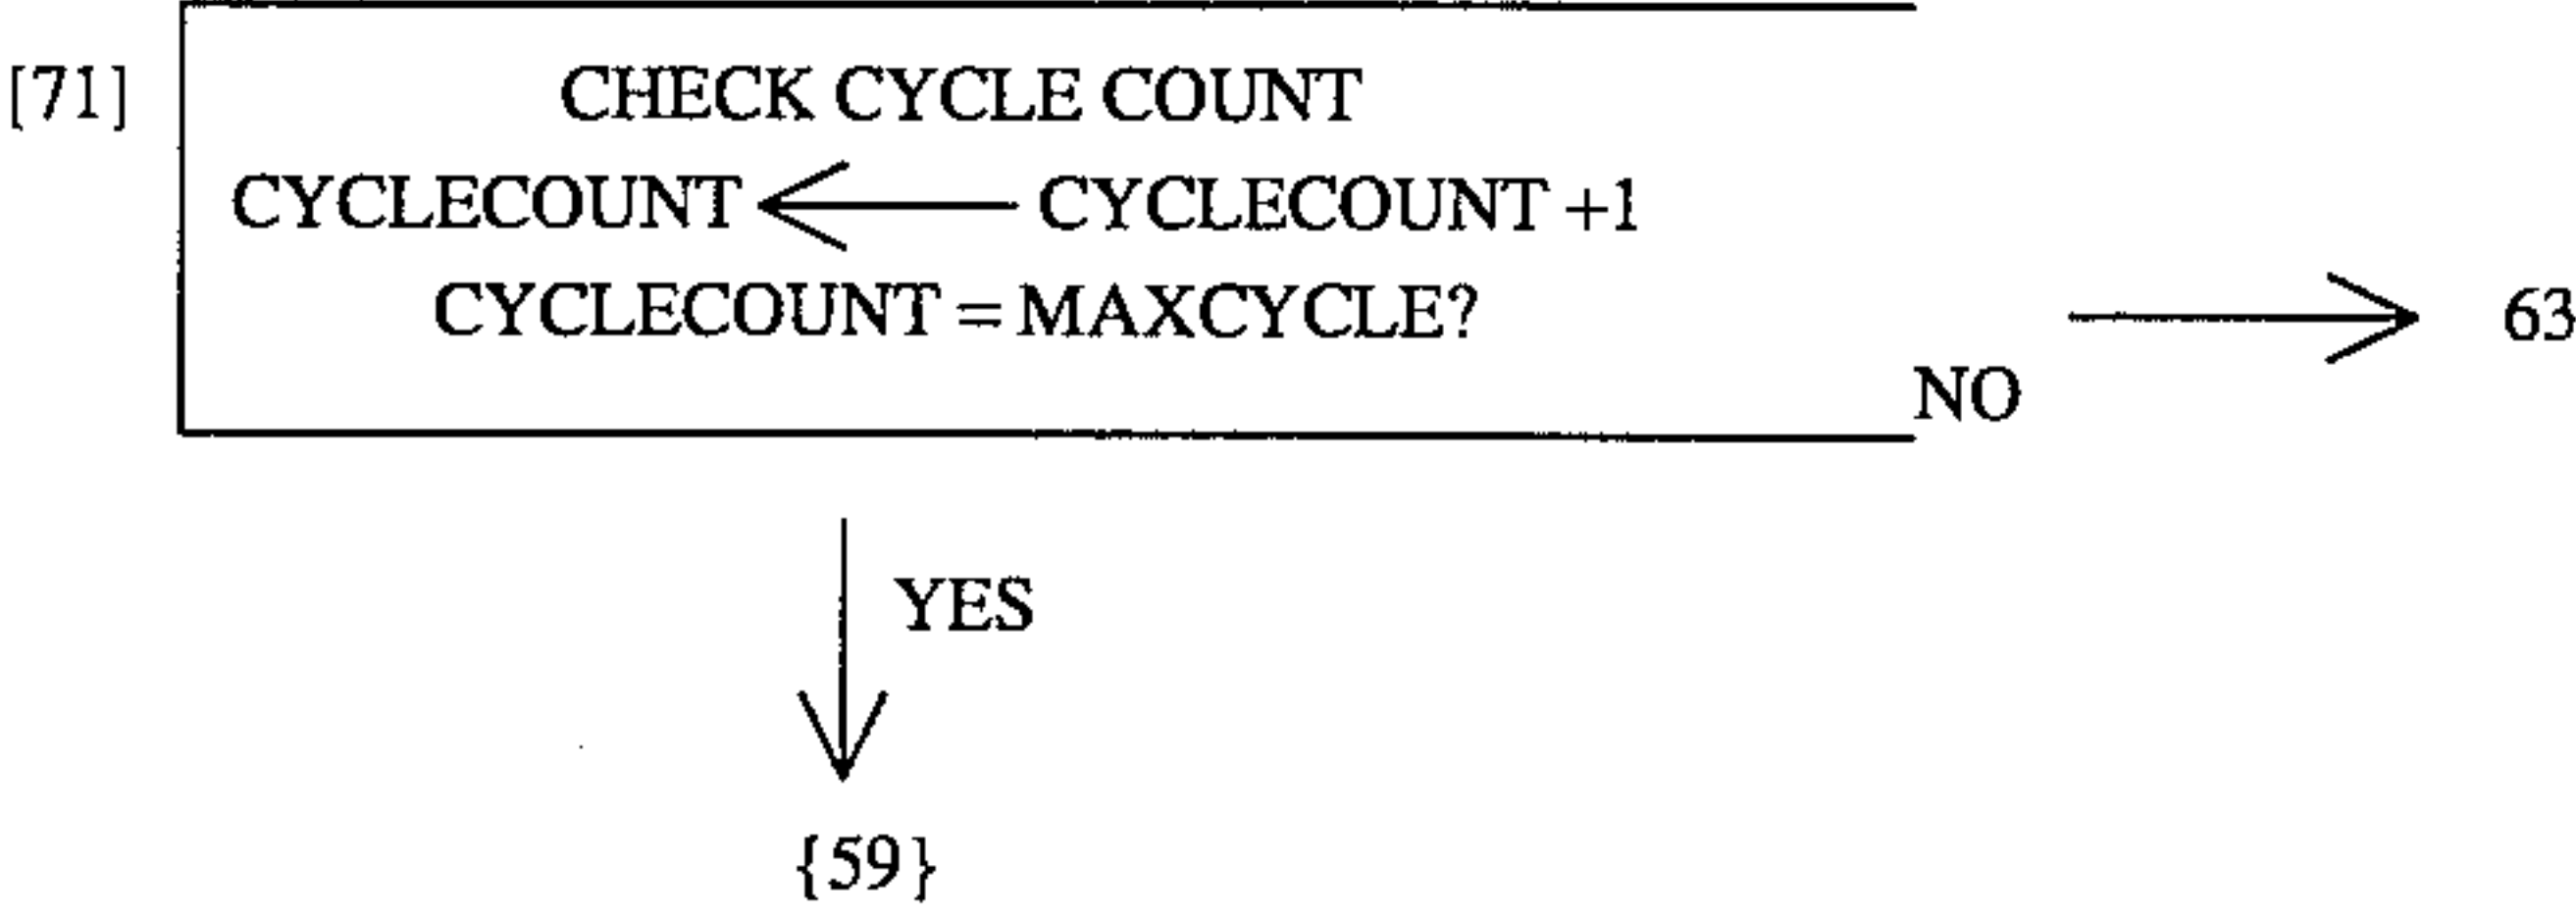 [71] CHECK CYCLE COUNT
CYCLECOUNT ← CYCLECOUNT +1
CYCLECOUNT = MAXCYCLE? → 63
NO
YES
{59}